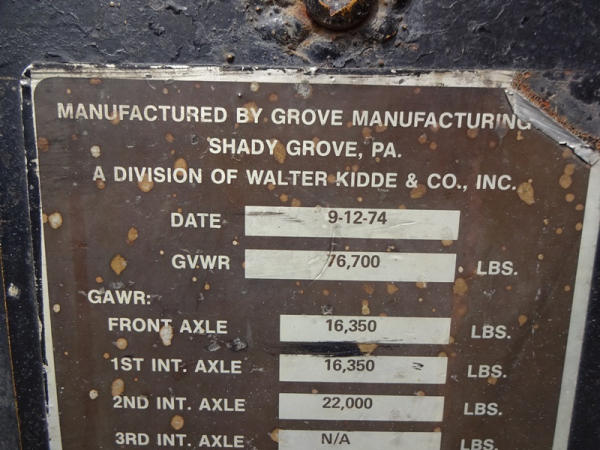 MANUFACTURED BY GROVE MANUFACTURING
SHADY GROVE, PA.
A DIVISION OF WALTER KIDDE & CO., INC.
DATE 9-12-74
GVWR 76,700 LBS.
GAWR:
FRONT AXLE 16,350 LBS.
1ST INT. AXLE 16,350 LBS.
2ND INT. AXLE 22,000 LBS.
3RD INT. AXLE N/A LBS.